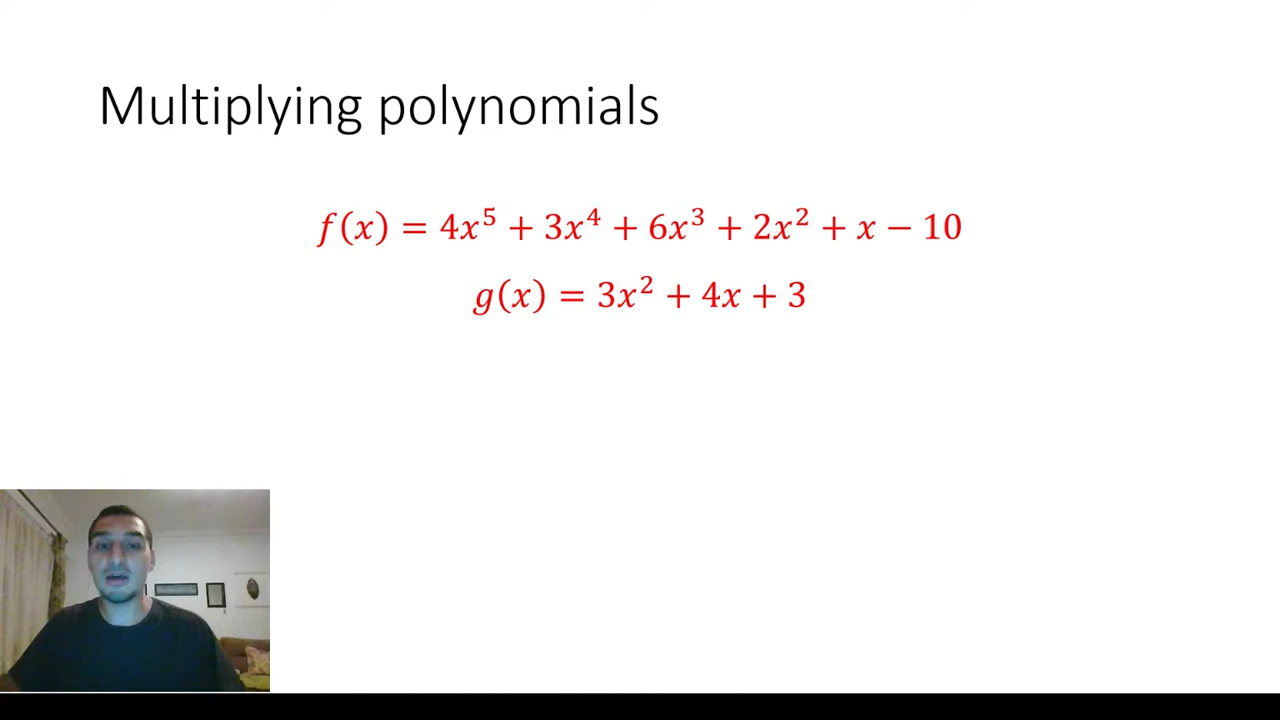 Multiplying polynomials
f(x) = 4x⁵ + 3x⁴ + 6x³ + 2x² + x − 10
g(x) = 3x² + 4x + 3